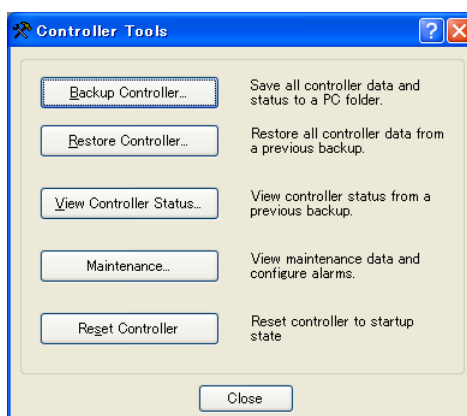 Controller Tools
Backup Controller...
Save all controller data and
status to a PC folder.
Restore Controller...
Restore all controller data from
a previous backup.
View Controller Status...
View controller status from a
previous backup.
Maintenance...
View maintenance data and
configure alarms.
Reset Controller
Reset controller to startup
state
Close